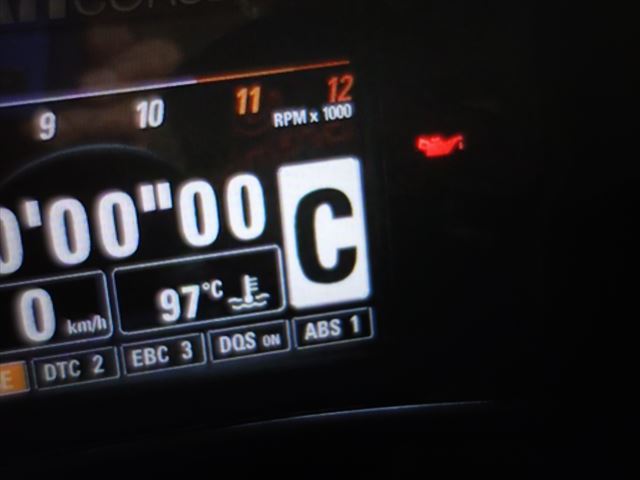 9 10 11 12
RPM x 1000
0'00"00 C
0 km/h 97°C
E DTC 2 EBC 3 DQS ON ABS 1